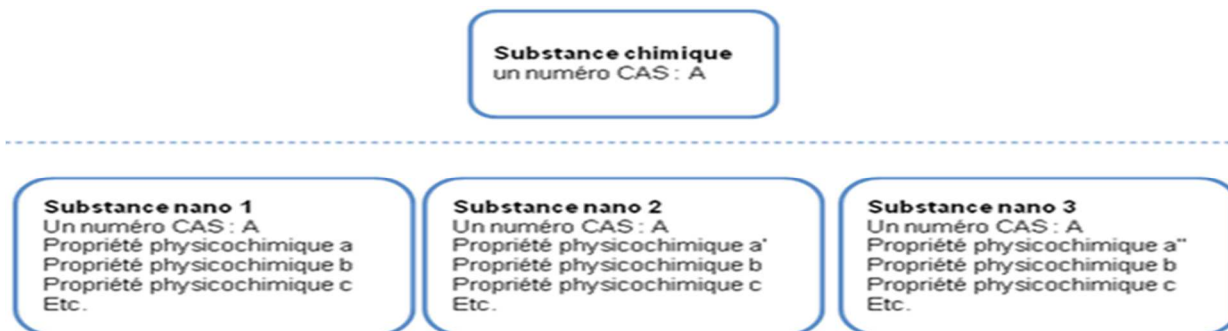 Substance chimique
un numéro CAS : A
Substance nano 1
Un numéro CAS : A
Propriété physicochimique a
Propriété physicochimique b
Propriété physicochimique c
Etc.
Substance nano 2
Un numéro CAS : A
Propriété physicochimique a'
Propriété physicochimique b
Propriété physicochimique c
Etc.
Substance nano 3
Un numéro CAS : A
Propriété physicochimique a''
Propriété physicochimique b
Propriété physicochimique c
Etc.